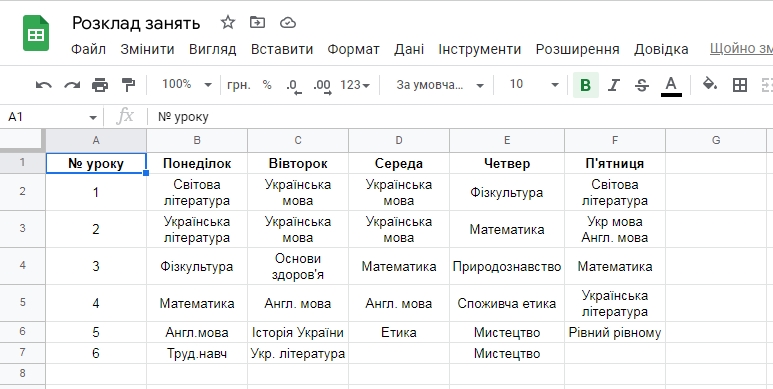 Розклад занять
Файл Змінити Вигляд Вставити Формат Дані Інструменти Розширення Довідка Щойно зм
100% грн. % .0 .00 123 За умовча... 10 B I S A
A1 fx № уроку
A B C D E F G
1 № уроку Понеділок Вівторок Середа Четвер П'ятниця
2 1 Світова література Українська мова Українська мова Фізкультура Світова література
3 2 Українська література Українська мова Українська мова Математика Укр мова Англ. мова
4 3 Фізкультура Основи здоров'я Математика Природознавство Математика
5 4 Математика Англ. мова Англ. мова Споживча етика Українська література
6 5 Англ.мова Історія України Етика Мистецтво Рівний рівному
7 6 Труд.навч Укр. література Мистецтво
8